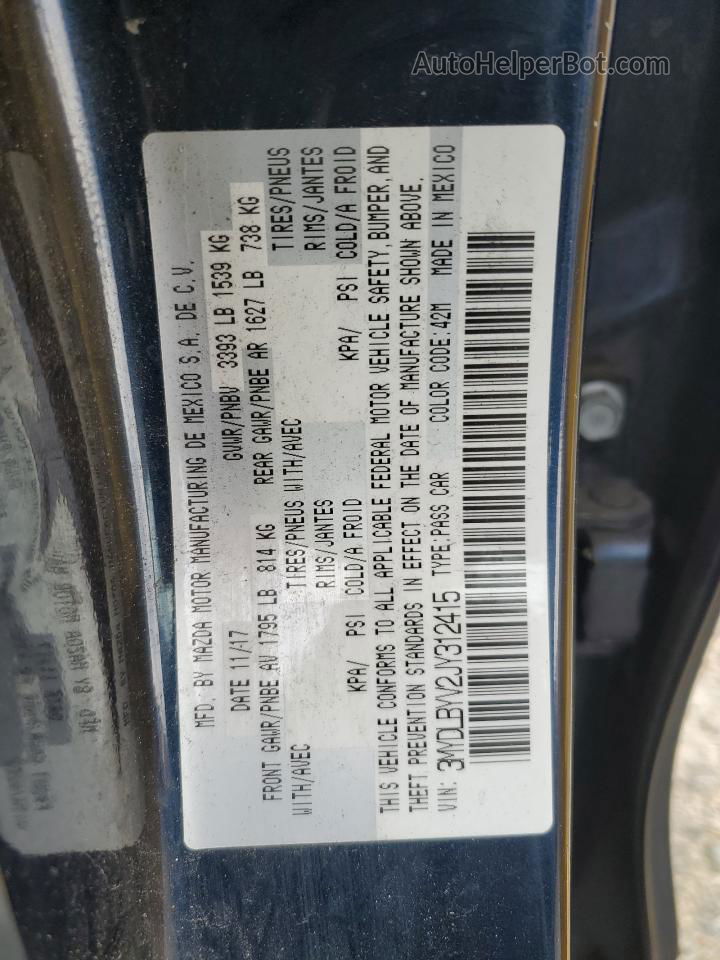 AutoHelperBot.com
MFD. BY MAZDA MOTOR MANUFACTURING DE MEXICO S.A. DE C.V.
DATE 11/17 GVWR/PNBV 3393 LB 1539 KG
FRONT GAWR/PNBE AV 1795 LB 814 KG REAR GAWR/PNBE AR 1627 LB 738 KG
WITH/AVEC TIRES/PNEUS WITH/AVEC TIRES/PNEUS
RIMS/JANTES RIMS/JANTES
KPA/ PSI COLD/A FROID KPA/ PSI COLD/A FROID
THIS VEHICLE CONFORMS TO ALL APPLICABLE FEDERAL MOTOR VEHICLE SAFETY, BUMPER, AND
THEFT PREVENTION STANDARDS IN EFFECT ON THE DATE OF MANUFACTURE SHOWN ABOVE.
VIN: 3MYDLBYV2JY312415 TYPE:PASS CAR COLOR CODE:42M MADE IN MEXICO